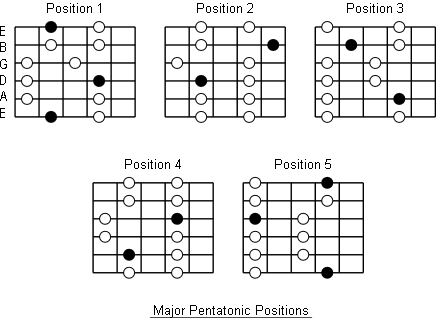 Position 1
Position 2
Position 3
E
B
G
D
A
E
Position 4
Position 5
Major Pentatonic Positions